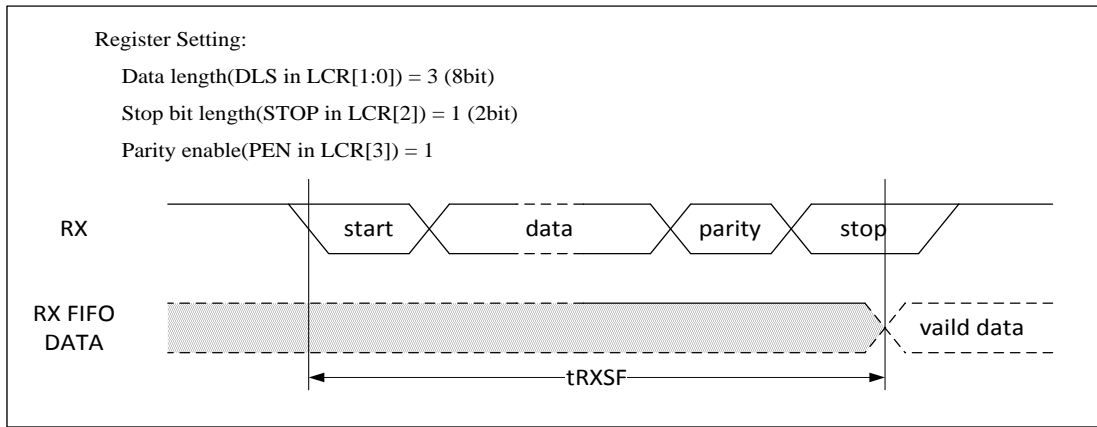 Register Setting:
Data length(DLS in LCR[1:0]) = 3 (8bit)
Stop bit length(STOP in LCR[2]) = 1 (2bit)
Parity enable(PEN in LCR[3]) = 1
RX start data parity stop
RX FIFO
DATA
vaild data
tRXSF